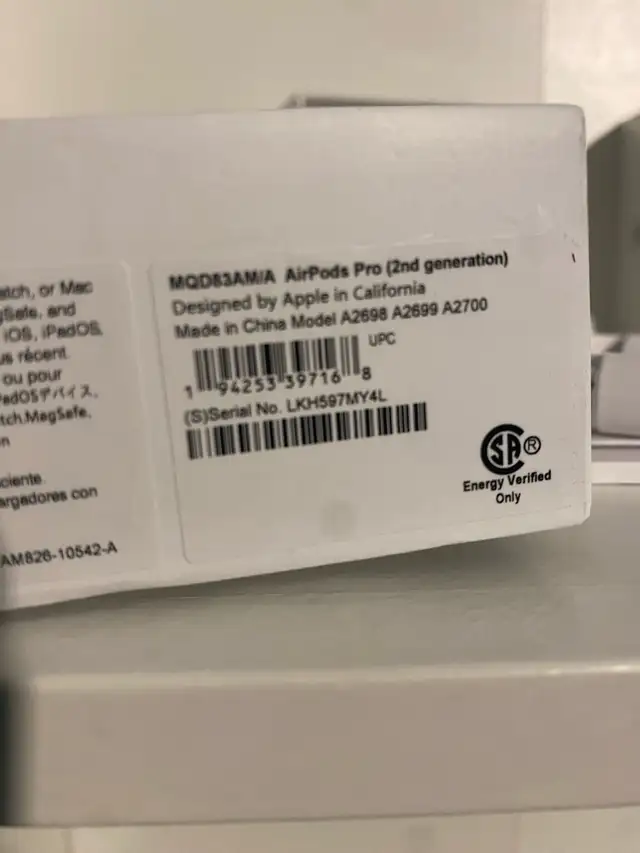 atch, or Mac
gSafe, and
iOS, iPadOS,
us récent.
ou pour
PadOSデバイス、
tch,MagSafe,
on
ciente.
argadores con
AM826-10542-A
MQD83AM/A AirPods Pro (2nd generation)
Designed by Apple in California
Made in China Model A2698 A2699 A2700
UPC
1 94253 39716 8
(S)Serial No. LKH597MY4L
SA®
Energy Verified
Only